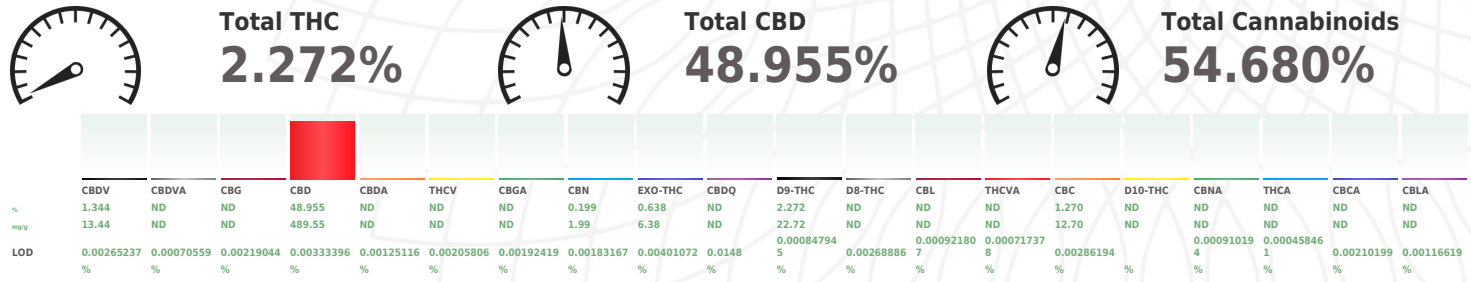 Total THC
2.272%
Total CBD
48.955%
Total Cannabinoids
54.680%
CBDV CBDVA CBG CBD CBDA THCV CBGA CBN EXO-THC CBDQ D9-THC D8-THC CBL THCVA CBC D10-THC CBNA THCA CBCA CBLA
% 1.344 ND ND 48.955 ND ND ND 0.199 0.638 ND 2.272 ND ND ND 1.270 ND ND ND ND ND
mg/g 13.44 ND ND 489.55 ND ND ND 1.99 6.38 ND 22.72 ND ND ND 12.70 ND ND ND ND ND
0.00084794 0.00092180 0.00071737 0.00091019 0.00045846
LOD 0.00265237 0.00070559 0.00219044 0.00333396 0.00125116 0.00205806 0.00192419 0.00183167 0.00401072 0.0148 5 0.00268886 7 8 0.00286194 4 1 0.00210199 0.00116619
% % % % % % % % % % % % % % % % % % % %